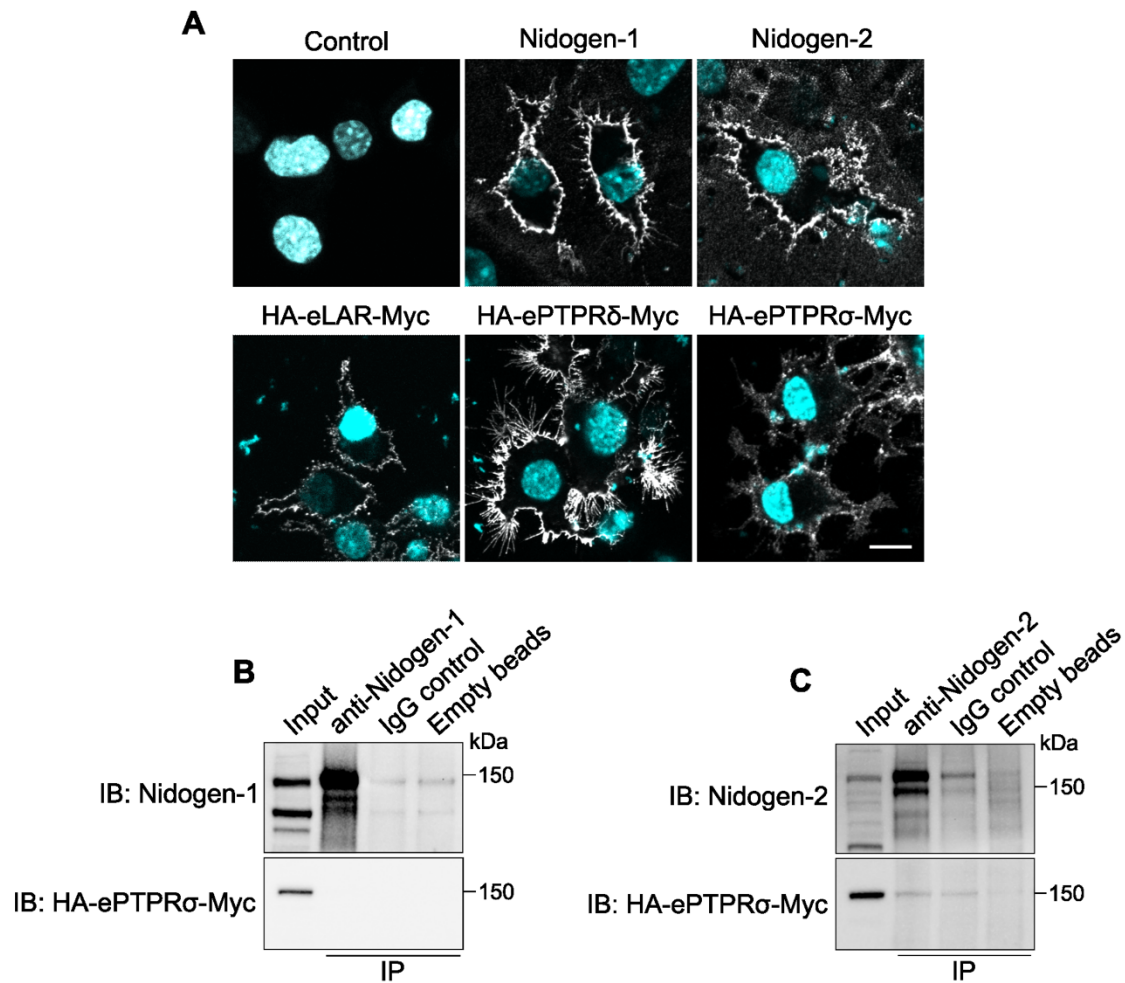 A
Control
Nidogen-1
Nidogen-2
HA-eLAR-Myc
HA-ePTPRδ-Myc
HA-ePTPRσ-Myc
B
Input
anti-Nidogen-1
IgG control
Empty beads
kDa
IB: Nidogen-1
150
IB: HA-ePTPRσ-Myc
150
IP
C
Input
anti-Nidogen-2
IgG control
Empty beads
kDa
IB: Nidogen-2
150
IB: HA-ePTPRσ-Myc
150
IP